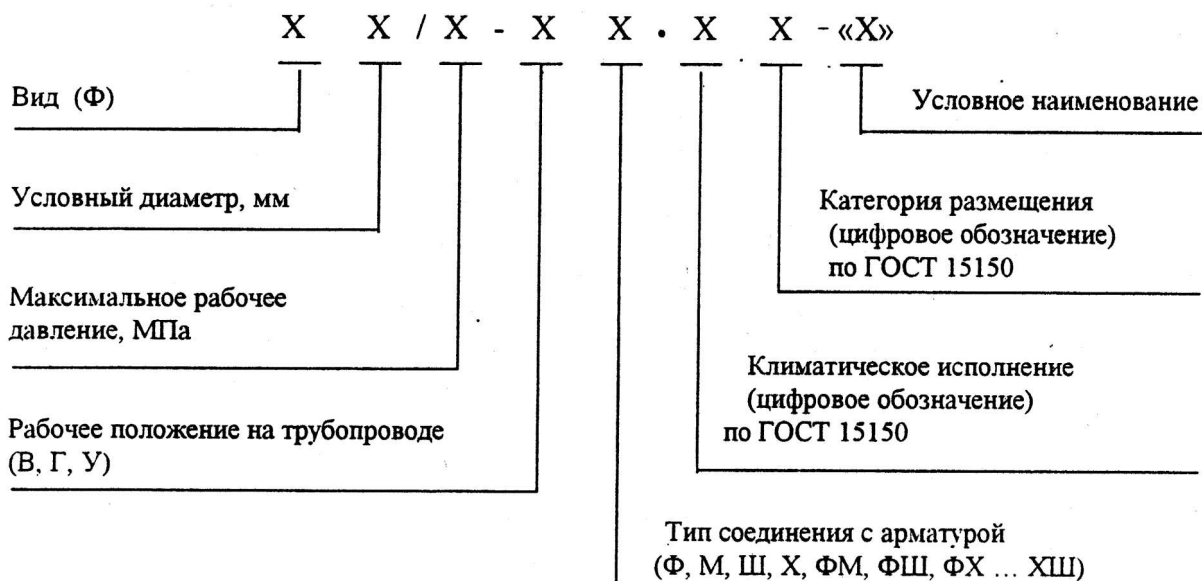 Х Х / Х - Х Х . Х Х - «Х»
Вид (Ф)
Условное наименование
Условный диаметр, мм
Категория размещения
(цифровое обозначение)
по ГОСТ 15150
Максимальное рабочее
давление, МПа
Климатическое исполнение
(цифровое обозначение)
по ГОСТ 15150
Рабочее положение на трубопроводе
(В, Г, У)
Тип соединения с арматурой
(Ф, М, Ш, Х, ФМ, ФШ, ФХ ... ХШ)